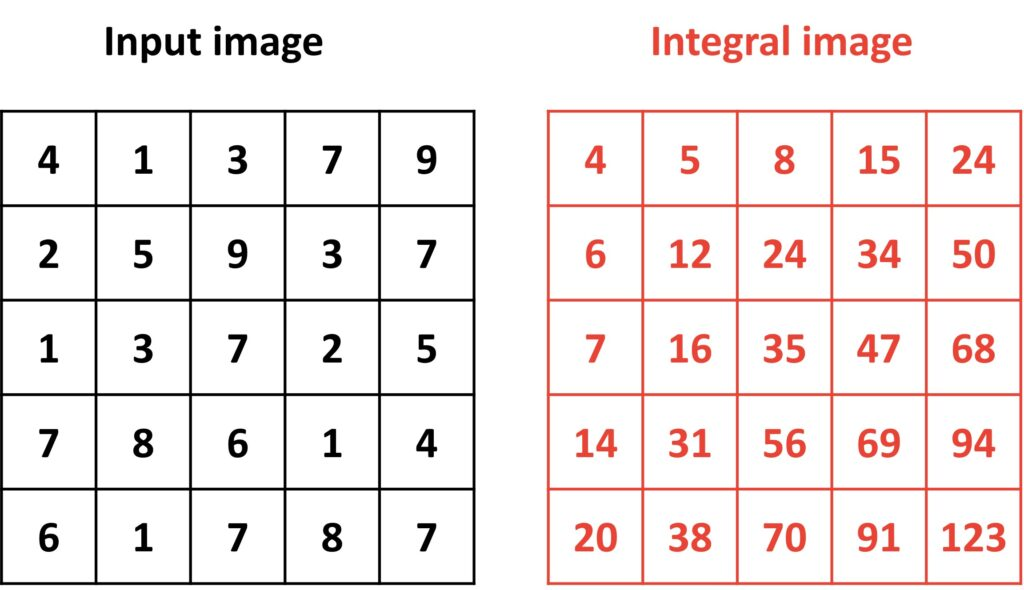 Input image Integral image
4 1 3 7 9 4 5 8 15 24
2 5 9 3 7 6 12 24 34 50
1 3 7 2 5 7 16 35 47 68
7 8 6 1 4 14 31 56 69 94
6 1 7 8 7 20 38 70 91 123